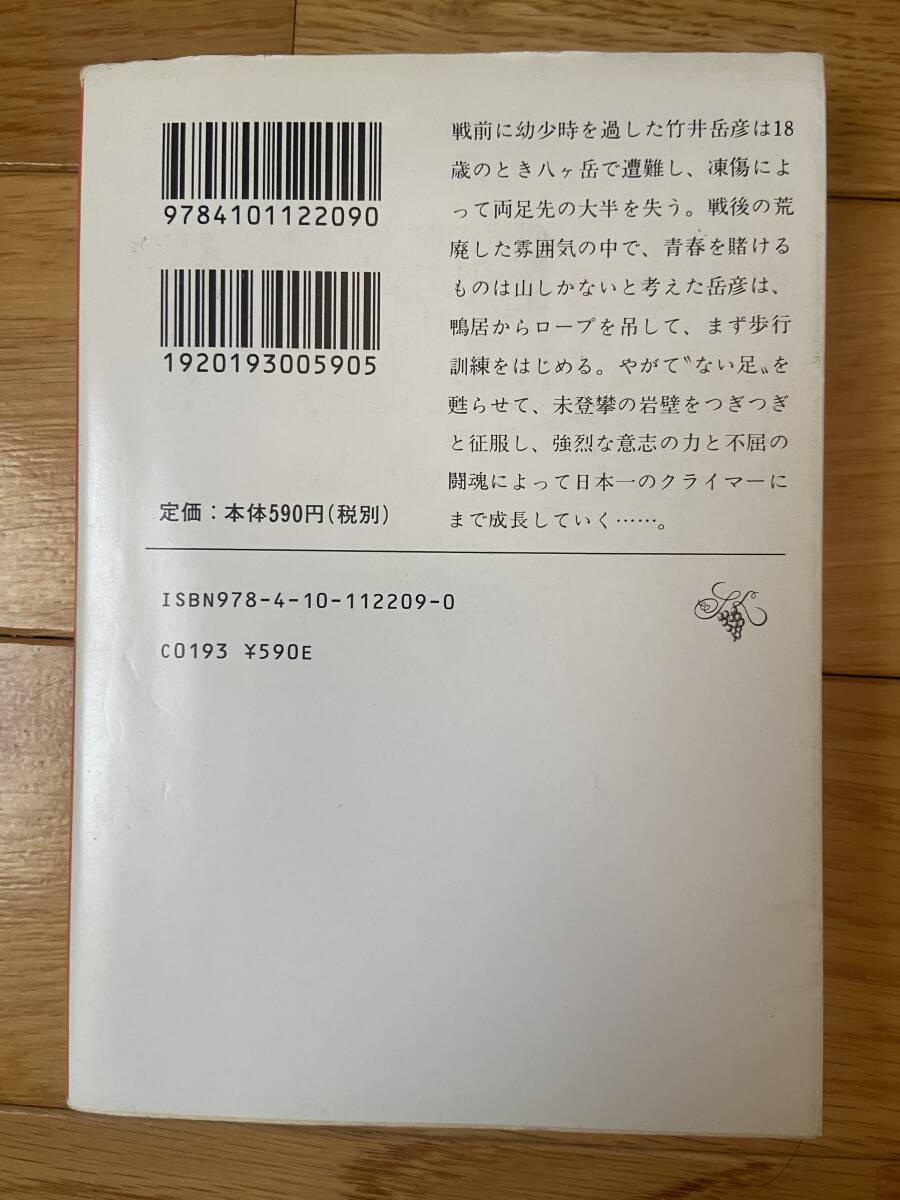 9784101122090
1920193005905
定価：本体590円（税別）
戦前に幼少時を過した竹井岳彦は18
歳のとき八ヶ岳で遭難し、凍傷によ
って両足先の大半を失う。戦後の荒
廃した雰囲気の中で、青春を賭ける
ものは山しかないと考えた岳彦は、
鴨居からロープを吊して、まず歩行
訓練をはじめる。やがて〝ない足〟を
甦らせて、未登攀の岩壁をつぎつぎ
と征服し、強烈な意志の力と不屈の
闘魂によって日本一のクライマーに
まで成長していく……。
ISBN978-4-10-112209-0
C0193 ¥590E